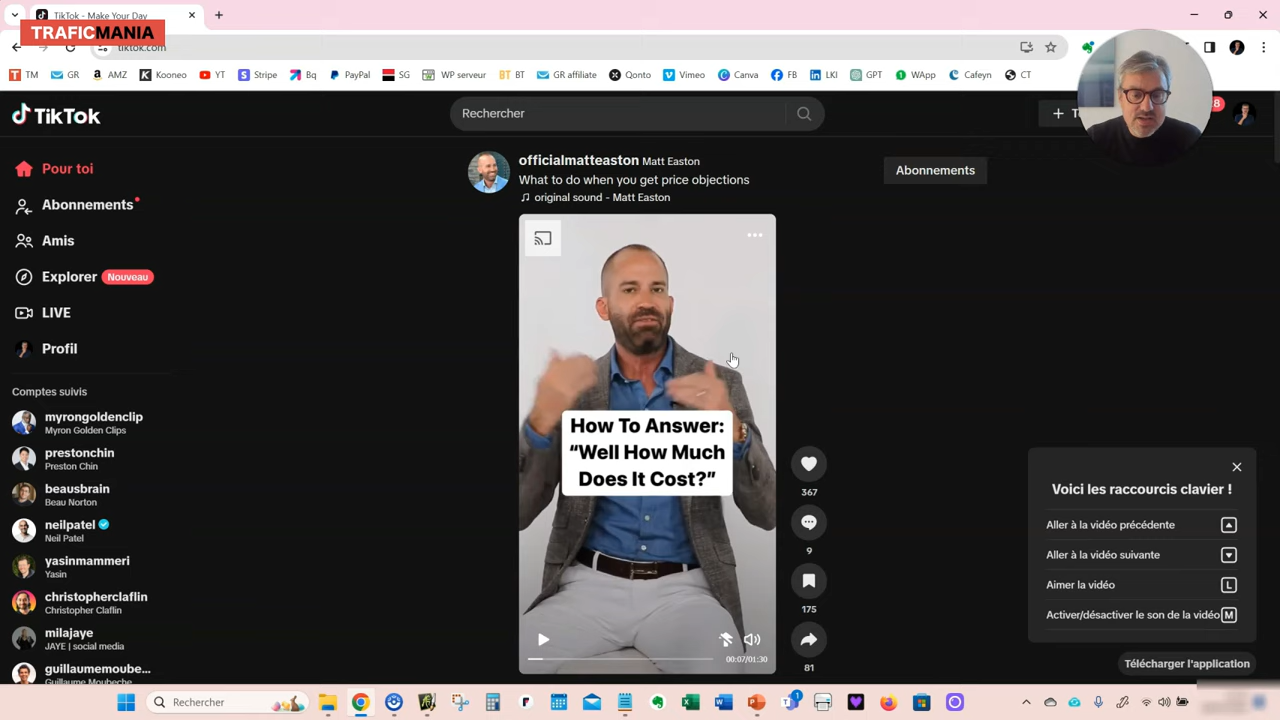 TikTok - Make Your Day
TRAFICMANIA
tiktok.com
TM
GR
AMZ
Kooneo
YT
Stripe
Bq
PayPal
SG
WP serveur
BT
GR affiliate
Qonto
Vimeo
Canva
FB
LKI
GPT
WApp
Cafeyn
CT
TikTok
Rechercher
8
Pour toi
Abonnements
Amis
Explorer Nouveau
LIVE
Profil
Comptes suivis
myrongoldenclip
Myron Golden Clips
prestonchin
Preston Chin
beausbrain
Beau Norton
neilpatel
Neil Patel
yasinmammeri
Yasin
christopherclaflin
Christopher Claflin
milajaye
JAYE | social media
guillaumemoube...
Guillaume Moubeche
officialmatteaston Matt Easton
What to do when you get price objections
original sound - Matt Easton
Abonnements
How To Answer:
“Well How Much
Does It Cost?”
00:07/01:30
367
9
175
81
Voici les raccourcis clavier !
Aller à la vidéo précédente
Aller à la vidéo suivante
Aimer la vidéo L
Activer/désactiver le son de la vidéo M
Télécharger l'application
Rechercher
1